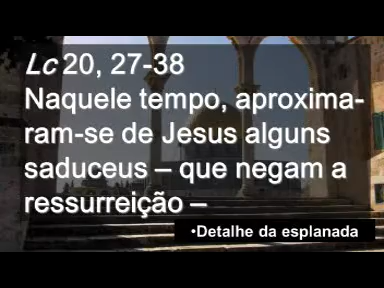 Lc 20, 27-38
Naquele tempo, aproxima-
ram-se de Jesus alguns
saduceus – que negam a
ressurreição –
•Detalhe da esplanada